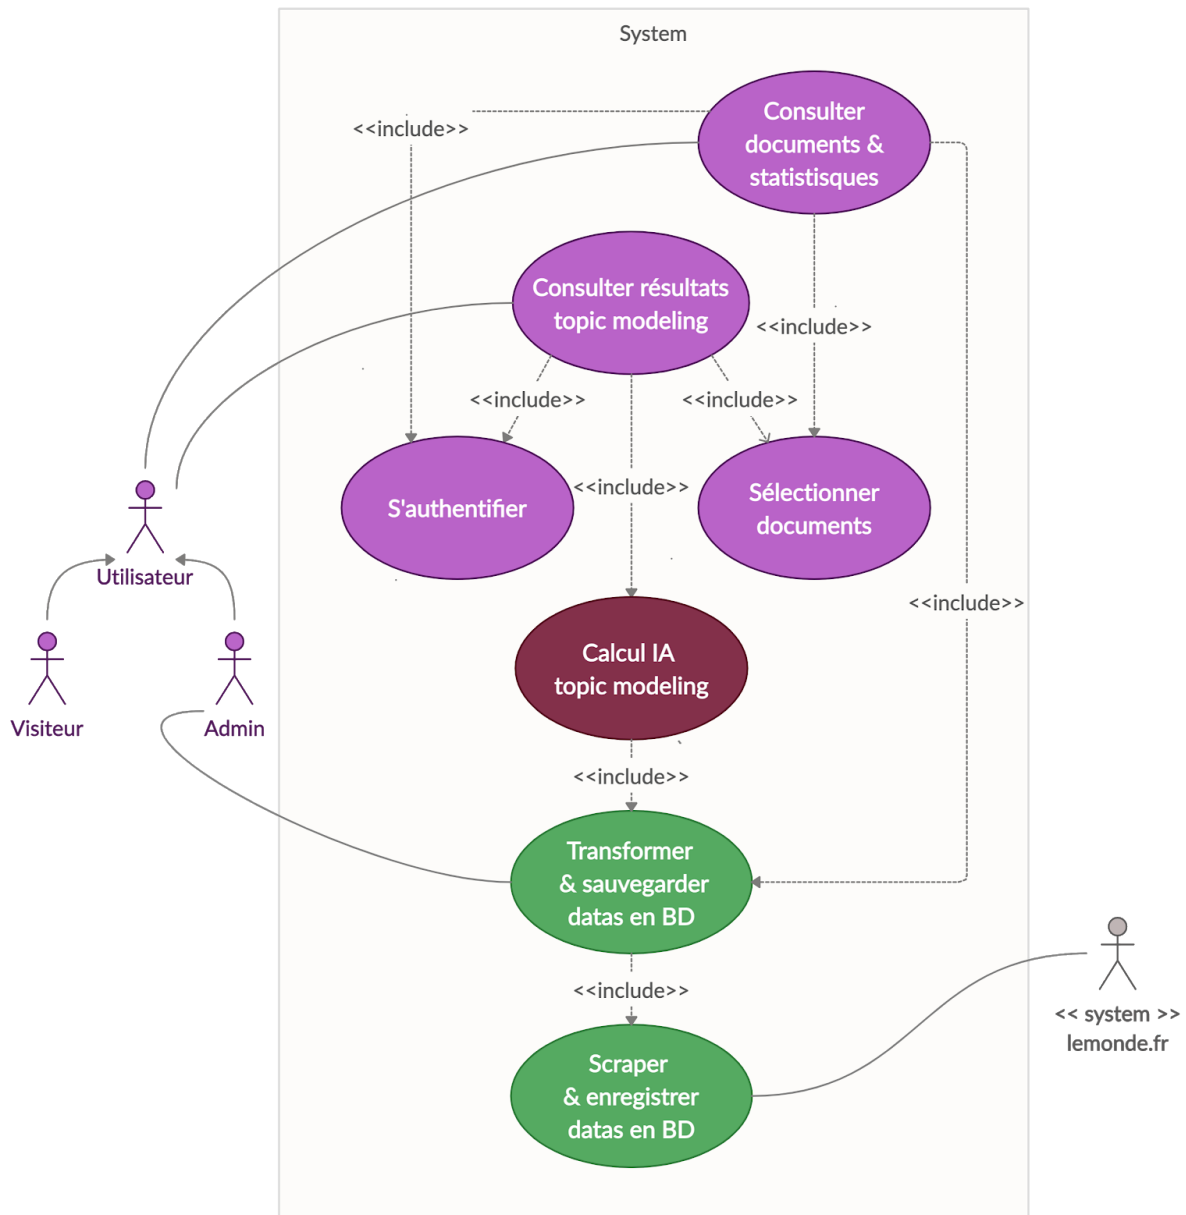 System
Consulter
documents &
statistisques
<<include>>
Consulter résultats
topic modeling
<<include>>
<<include>>
<<include>>
S'authentifier
<<include>>
Sélectionner
documents
Utilisateur
<<include>>
Calcul IA
topic modeling
Visiteur
Admin
<<include>>
Transformer
& sauvegarder
datas en BD
<<include>>
<< system >>
lemonde.fr
Scraper
& enregistrer
datas en BD